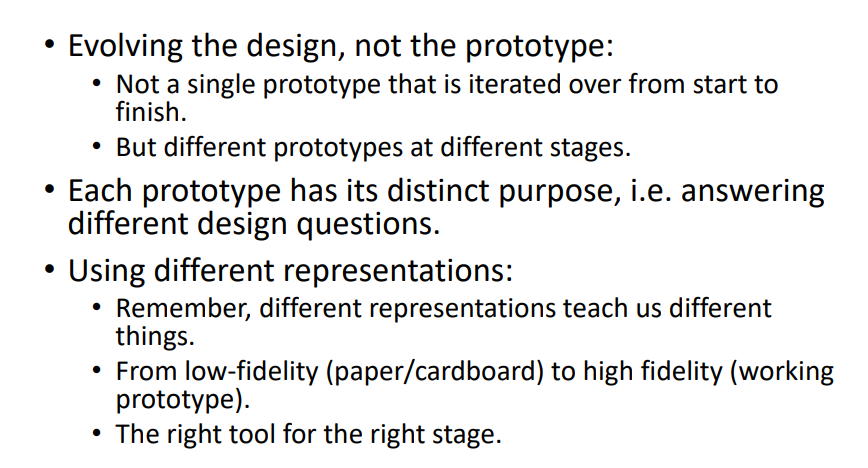 • Evolving the design, not the prototype:
• Not a single prototype that is iterated over from start to
finish.
• But different prototypes at different stages.
• Each prototype has its distinct purpose, i.e. answering
different design questions.
• Using different representations:
• Remember, different representations teach us different
things.
• From low-fidelity (paper/cardboard) to high fidelity (working
prototype).
• The right tool for the right stage.